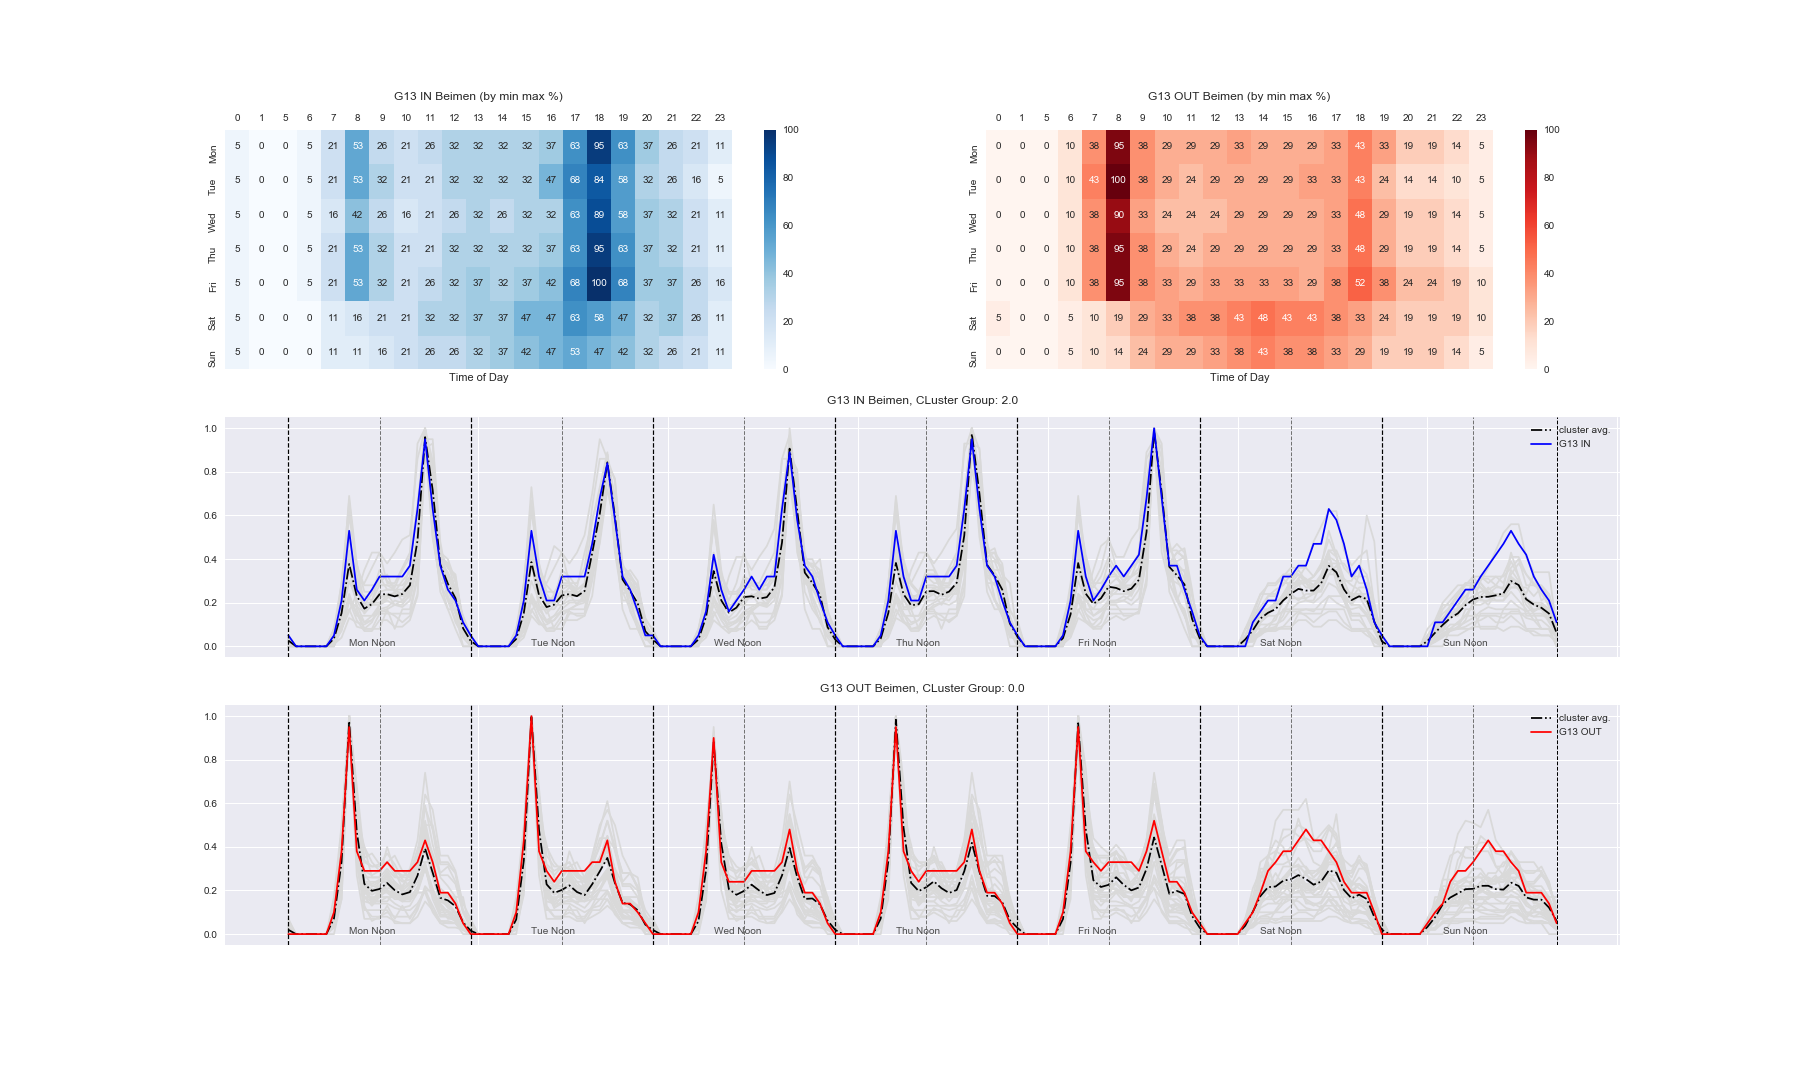 G13 IN Beimen (by min max %)
0 1 5 6 7 8 9 10 11 12 13 14 15 16 17 18 19 20 21 22 23
Mon 5 0 0 5 21 53 26 21 26 32 32 32 32 37 63 95 63 37 26 21 11
Tue 5 0 0 5 21 53 32 21 21 32 32 32 32 47 68 84 58 32 26 16 5
Wed 5 0 0 5 16 42 26 16 21 26 32 26 32 32 63 89 58 37 32 21 11
Thu 5 0 0 5 21 53 32 21 21 32 32 32 32 37 63 95 63 37 32 21 11
Fri 5 0 0 5 21 53 32 21 26 32 37 32 37 42 68 100 68 37 37 26 16
Sat 5 0 0 0 11 16 21 21 32 32 37 37 47 47 63 58 47 32 37 26 11
Sun 5 0 0 0 11 11 16 21 26 26 32 37 42 47 53 47 42 32 26 21 11
Time of Day
100
80
60
40
20
0
G13 OUT Beimen (by min max %)
0 1 5 6 7 8 9 10 11 12 13 14 15 16 17 18 19 20 21 22 23
Mon 0 0 0 10 38 95 38 29 29 29 33 29 29 29 33 43 33 19 19 14 5
Tue 0 0 0 10 43 100 38 29 24 29 29 29 29 33 33 43 24 14 14 10 5
Wed 0 0 0 10 38 90 33 24 24 24 29 29 29 29 33 48 29 19 19 14 5
Thu 0 0 0 10 38 95 38 29 24 29 29 29 29 29 33 48 29 19 19 14 5
Fri 0 0 0 10 38 95 38 33 29 33 33 33 33 29 38 52 38 24 24 19 10
Sat 5 0 0 5 10 19 29 33 38 38 43 48 43 43 38 33 24 19 19 19 10
Sun 0 0 0 5 10 14 24 29 29 33 38 43 38 38 33 29 19 19 19 14 5
Time of Day
100
80
60
40
20
0
G13 IN Beimen, CLuster Group: 2.0
1.0
0.8
0.6
0.4
0.2
0.0
cluster avg.
G13 IN
Mon Noon Tue Noon Wed Noon Thu Noon Fri Noon Sat Noon Sun Noon
G13 OUT Beimen, CLuster Group: 0.0
1.0
0.8
0.6
0.4
0.2
0.0
cluster avg.
G13 OUT
Mon Noon Tue Noon Wed Noon Thu Noon Fri Noon Sat Noon Sun Noon